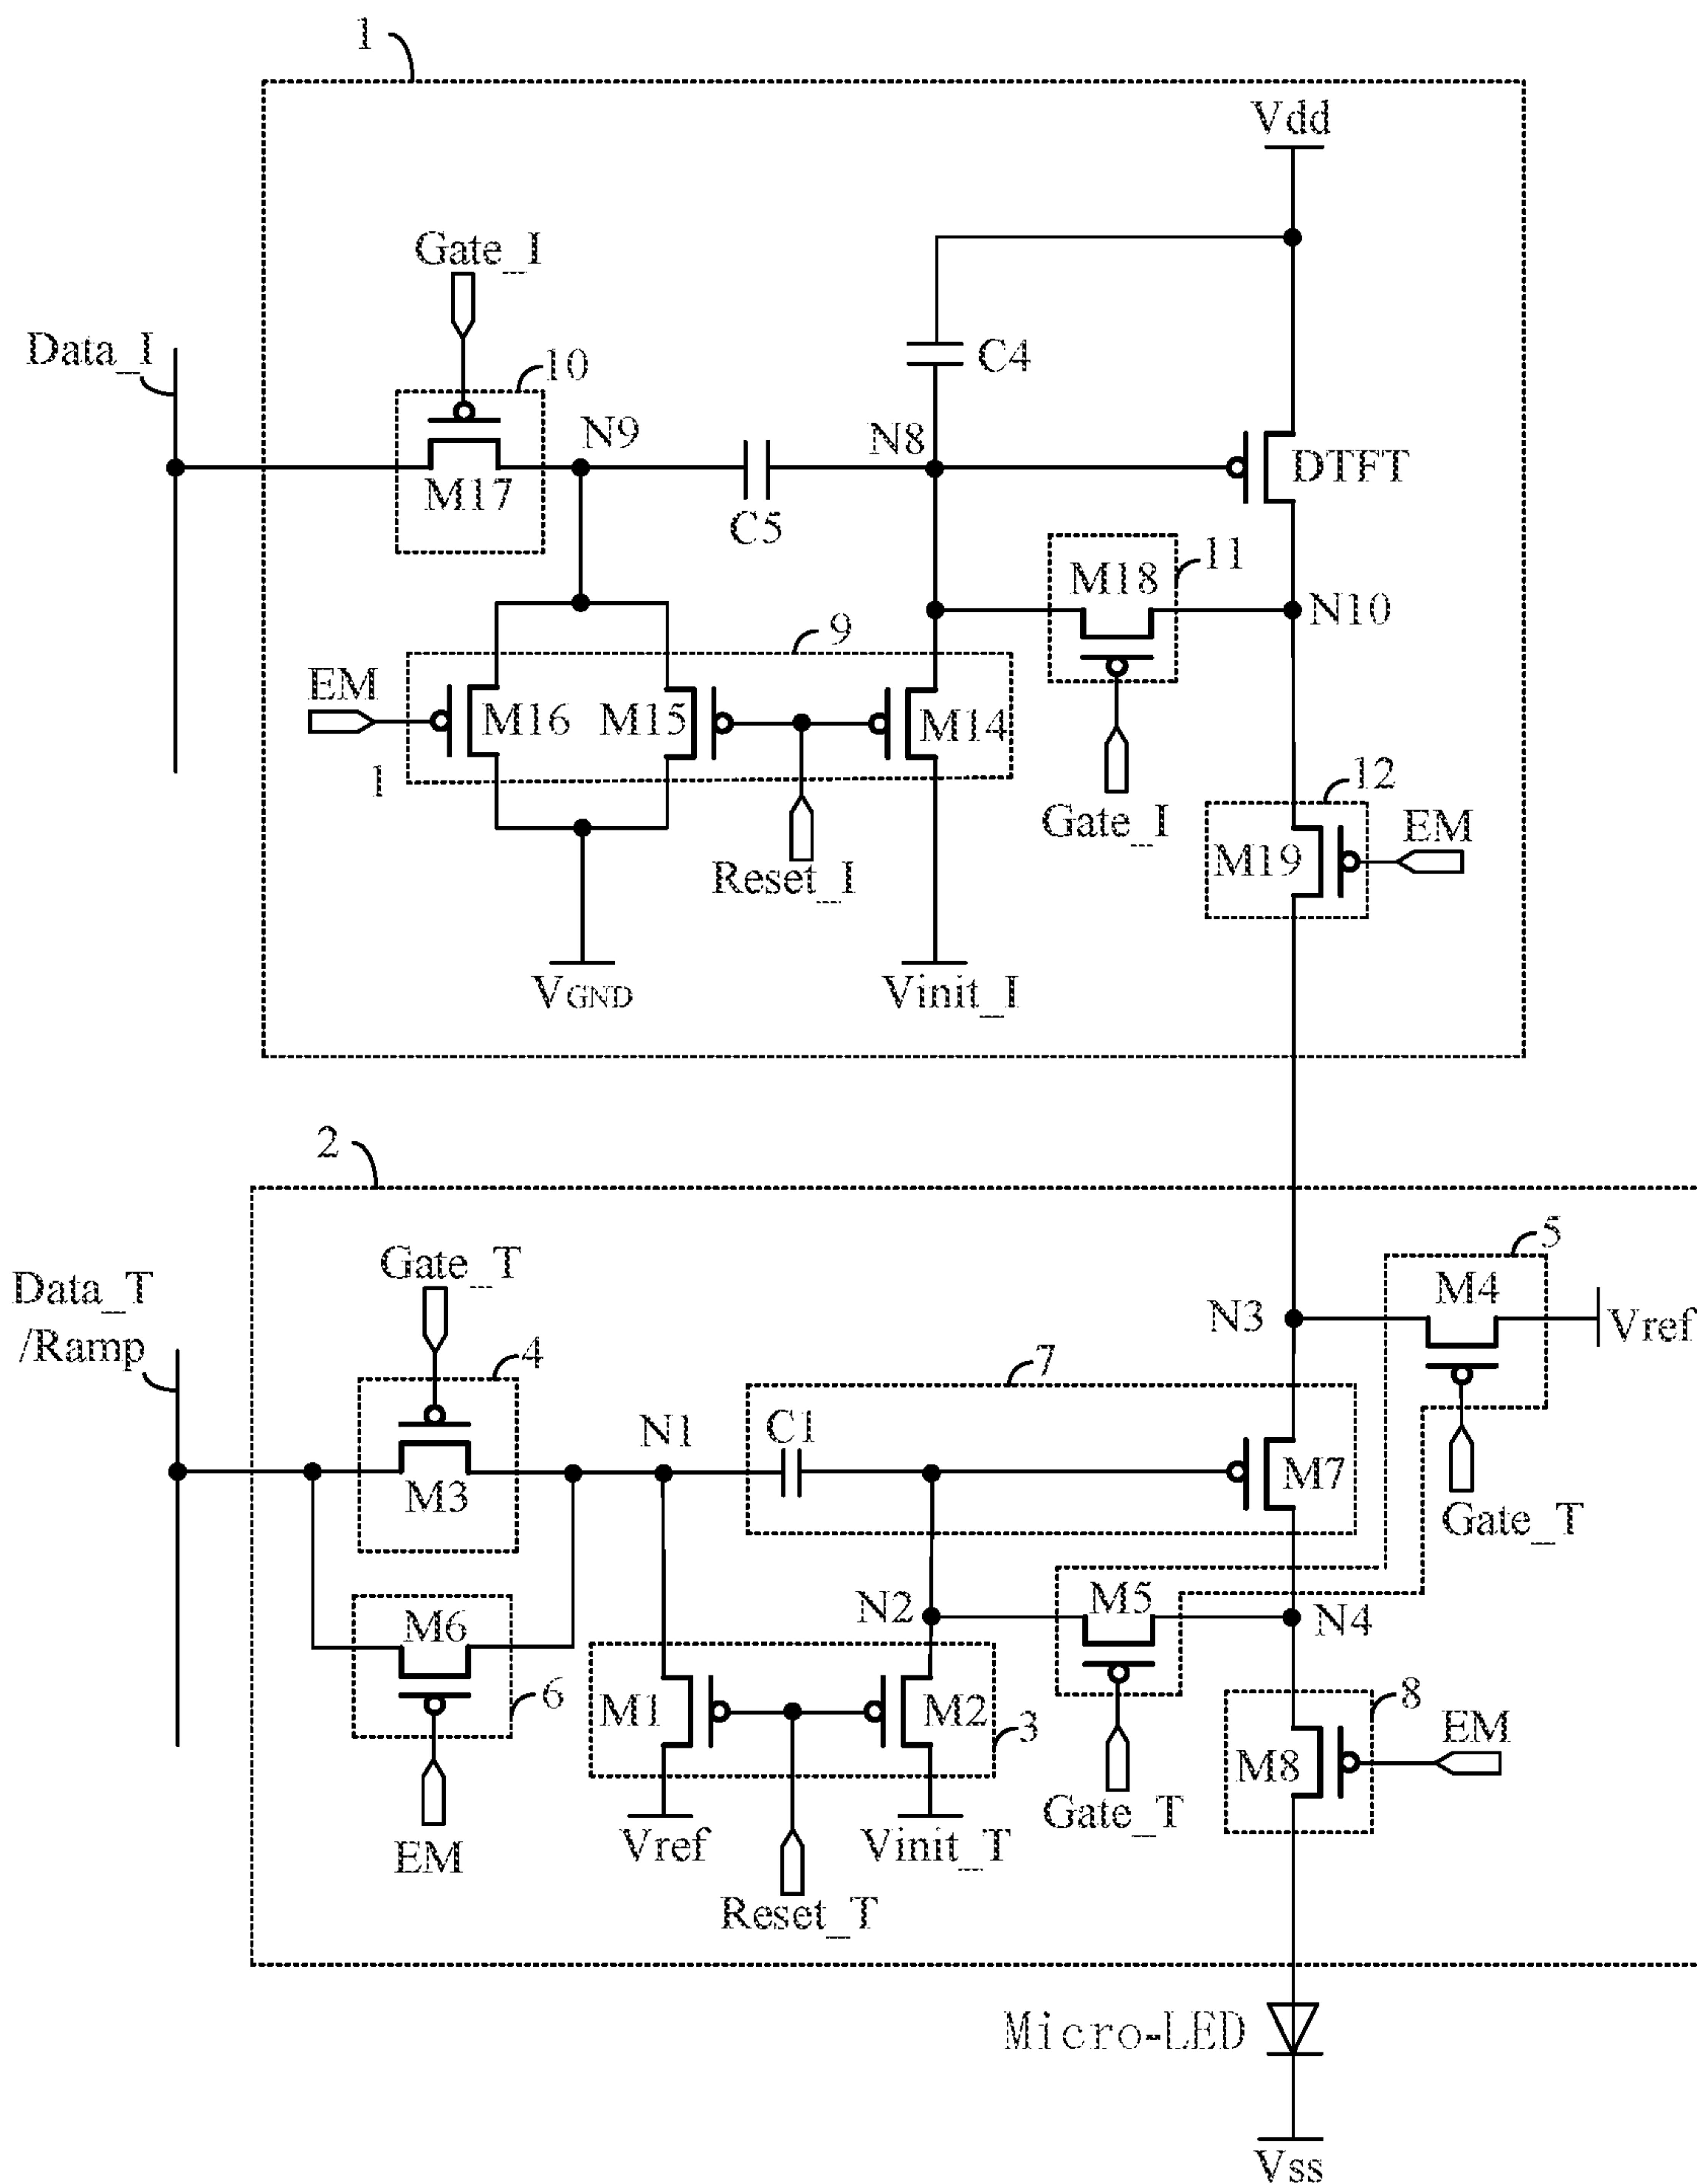 1
Vdd
Gate_I
Data_I
10
C4
N9
N8
DTFT
M17
C5
M18
11
N10
9
EM
M16
M15
M14
1
12
Gate_I
EM
M19
Reset_I
VGND
Vinit_I
2
5
Gate_T
M4
Data_T
/Ramp
N3
Vref
4
7
C1
N1
M7
M3
Gate_T
M5
N2
N4
M6
6
M1
M2
3
8
EM
M8
Gate_T
EM
Vref
Vinit_T
Reset_T
Micro-LED
Vss